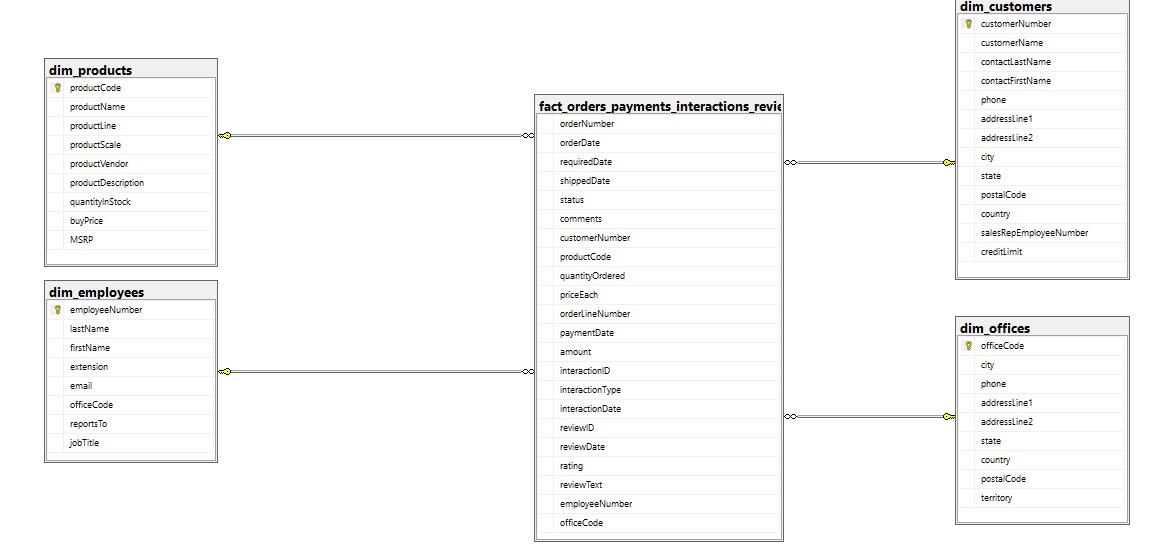 dim_products
productCode
productName
productLine
productScale
productVendor
productDescription
quantityInStock
buyPrice
MSRP
dim_employees
employeeNumber
lastName
firstName
extension
email
officeCode
reportsTo
jobTitle
fact_orders_payments_interactions_revie
orderNumber
orderDate
requiredDate
shippedDate
status
comments
customerNumber
productCode
quantityOrdered
priceEach
orderLineNumber
paymentDate
amount
interactionID
interactionType
interactionDate
reviewID
reviewDate
rating
reviewText
employeeNumber
officeCode
dim_customers
customerNumber
customerName
contactLastName
contactFirstName
phone
addressLine1
addressLine2
city
state
postalCode
country
salesRepEmployeeNumber
creditLimit
dim_offices
officeCode
city
phone
addressLine1
addressLine2
state
country
postalCode
territory